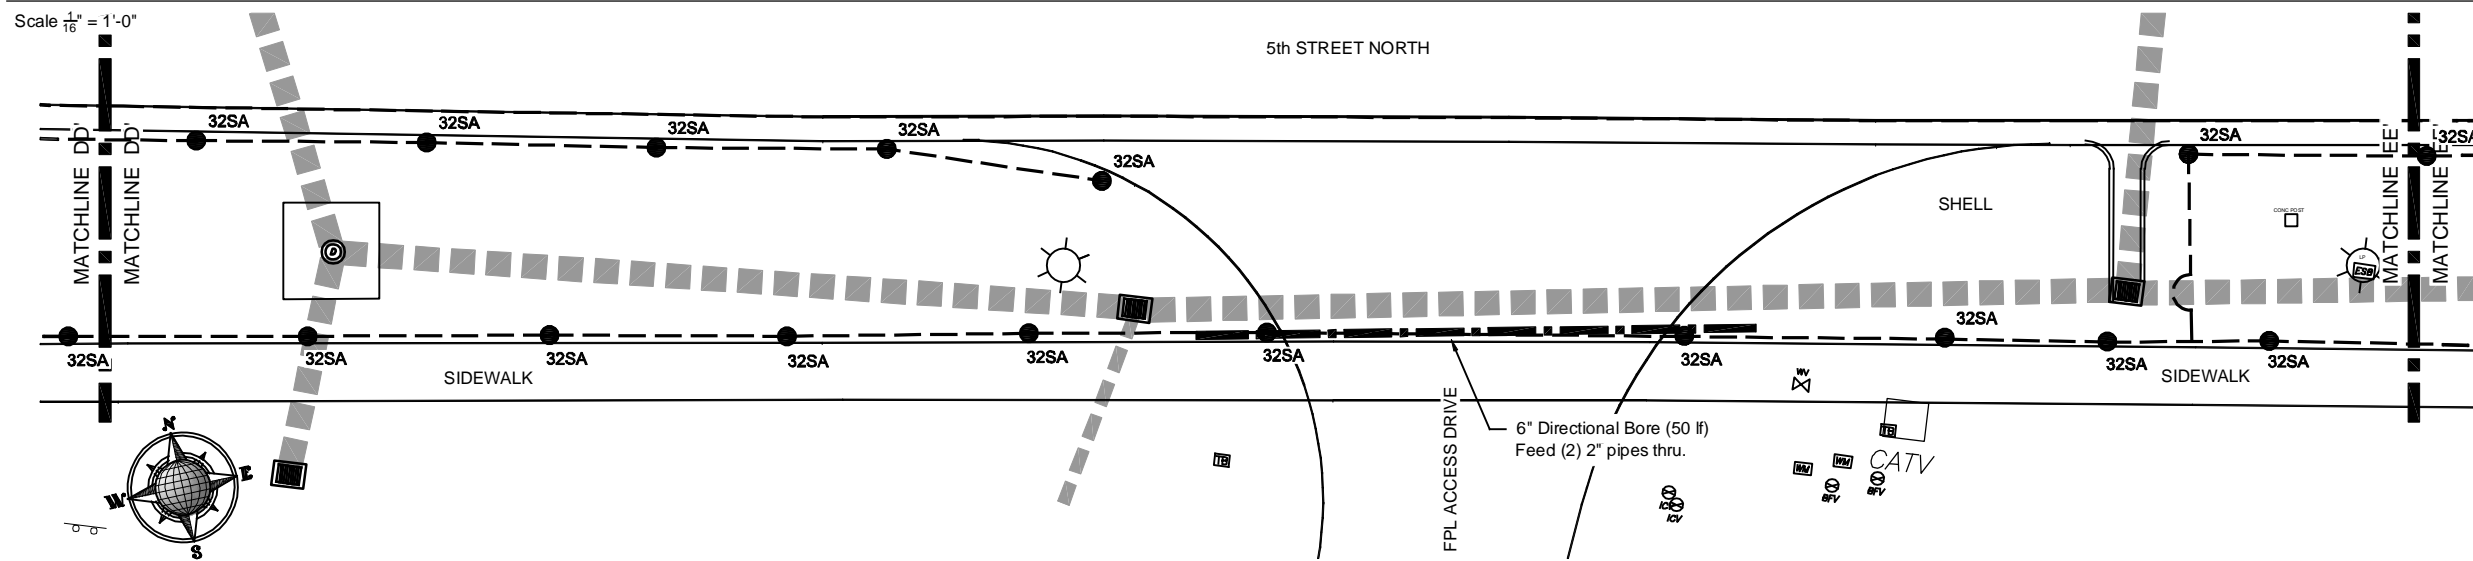 Scale 1/16" = 1'-0"
5th STREET NORTH
MATCHLINE DD'
MATCHLINE DD'
32SA
32SA
32SA
32SA
32SA
32SA
32SA
MATCHLINE EE'
MATCHLINE EE'
SHELL
CONC POST
D
LP
ESB
32SA
32SA
32SA
32SA
32SA
32SA
32SA
32SA
32SA
32SA
SIDEWALK
SIDEWALK
WV
FPL ACCESS DRIVE
6" Directional Bore (50 lf)
Feed (2) 2" pipes thru.
TB
TB
WM
WM
CATV
BFV
BFV
ICV
ICV
N
E
W
S